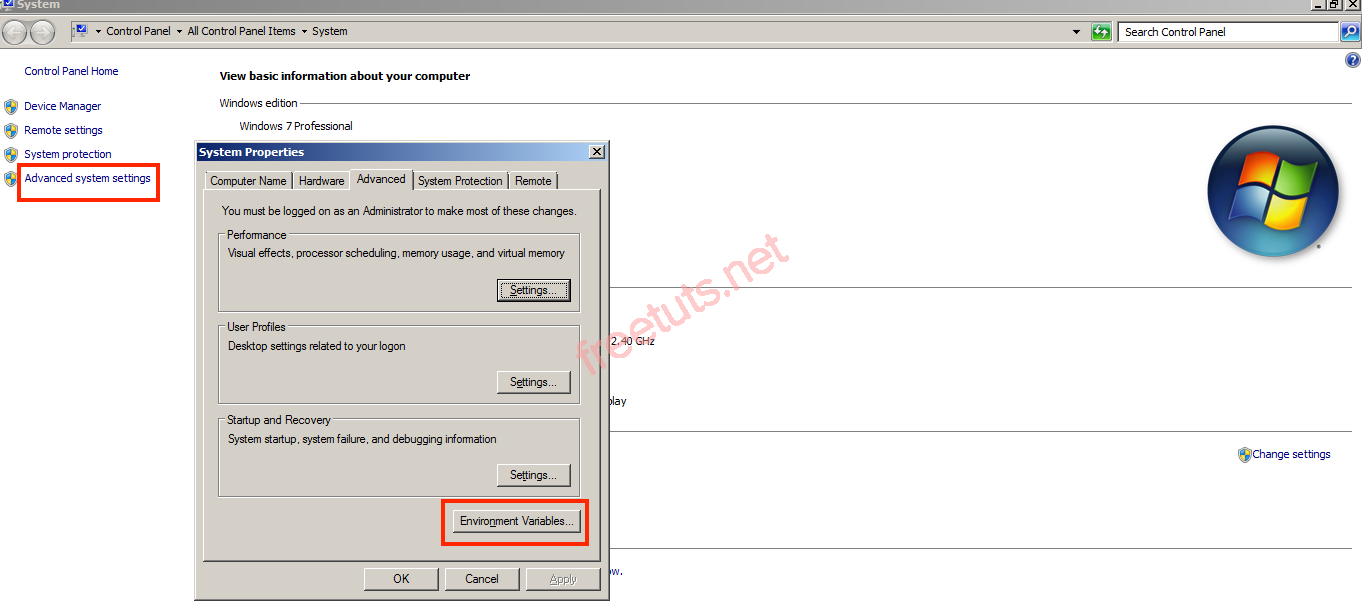 System
Control Panel All Control Panel Items System
Search Control Panel
Control Panel Home
Device Manager
Remote settings
System protection
Advanced system settings
View basic information about your computer
Windows edition
Windows 7 Professional
System Properties
Computer Name Hardware Advanced System Protection Remote
You must be logged on as an Administrator to make most of these changes.
Performance
Visual effects, processor scheduling, memory usage, and virtual memory
Settings...
User Profiles
Desktop settings related to your logon
Settings...
Startup and Recovery
System startup, system failure, and debugging information
Settings...
Environment Variables...
OK Cancel Apply
freetuts.net
2.40 GHz
play
Change settings
ow.